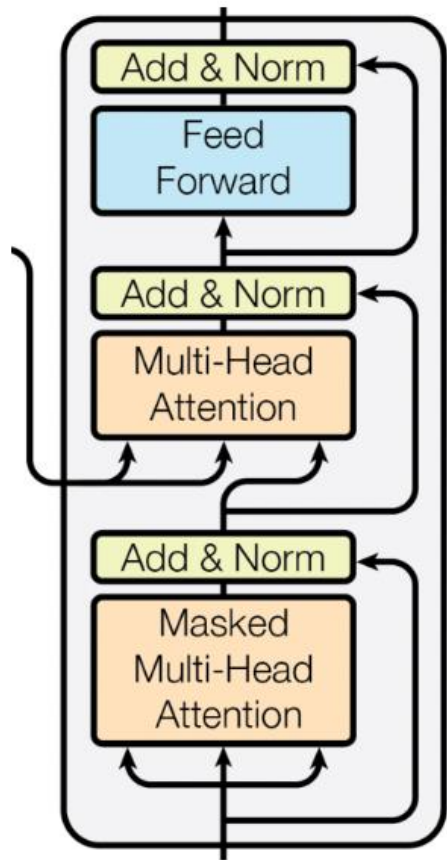 Add & Norm
Feed
Forward
Add & Norm
Multi-Head
Attention
Add & Norm
Masked
Multi-Head
Attention